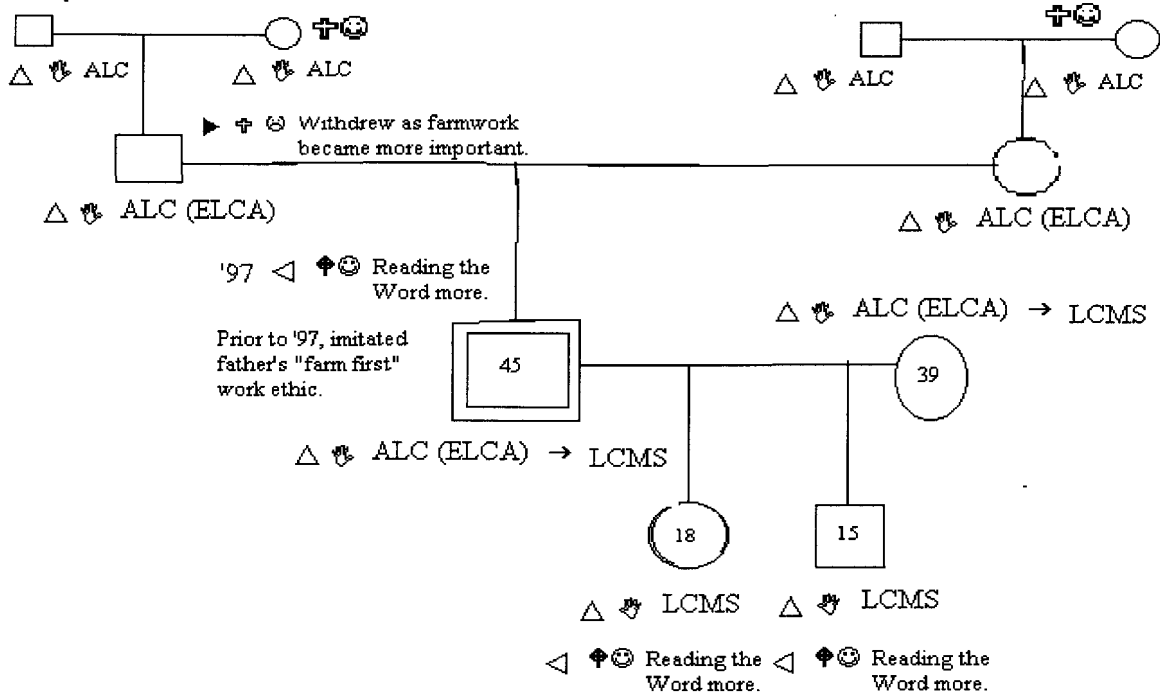 ALC
ALC
ALC
ALC
Withdrew as farmwork
became more important.
ALC (ELCA)
ALC (ELCA)
'97
Reading the
Word more.
Prior to '97, imitated
father's "farm first"
work ethic.
45
ALC (ELCA) → LCMS
39
ALC (ELCA) → LCMS
18
15
LCMS
LCMS
Reading the
Word more.
Reading the
Word more.